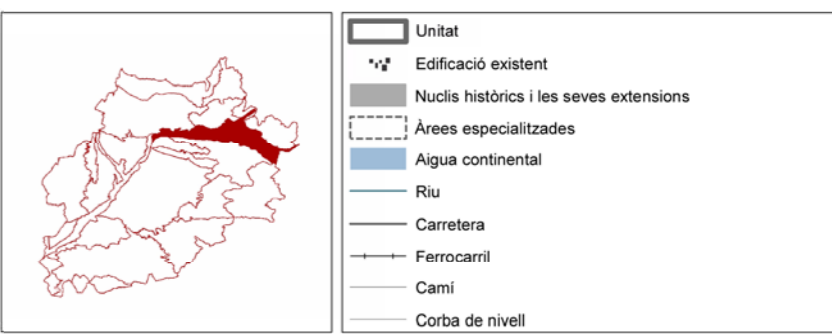 Unitat
Edificació existent
Nuclis històrics i les seves extensions
Àrees especialitzades
Aigua continental
Riu
Carretera
Ferrocarril
Camí
Corba de nivell